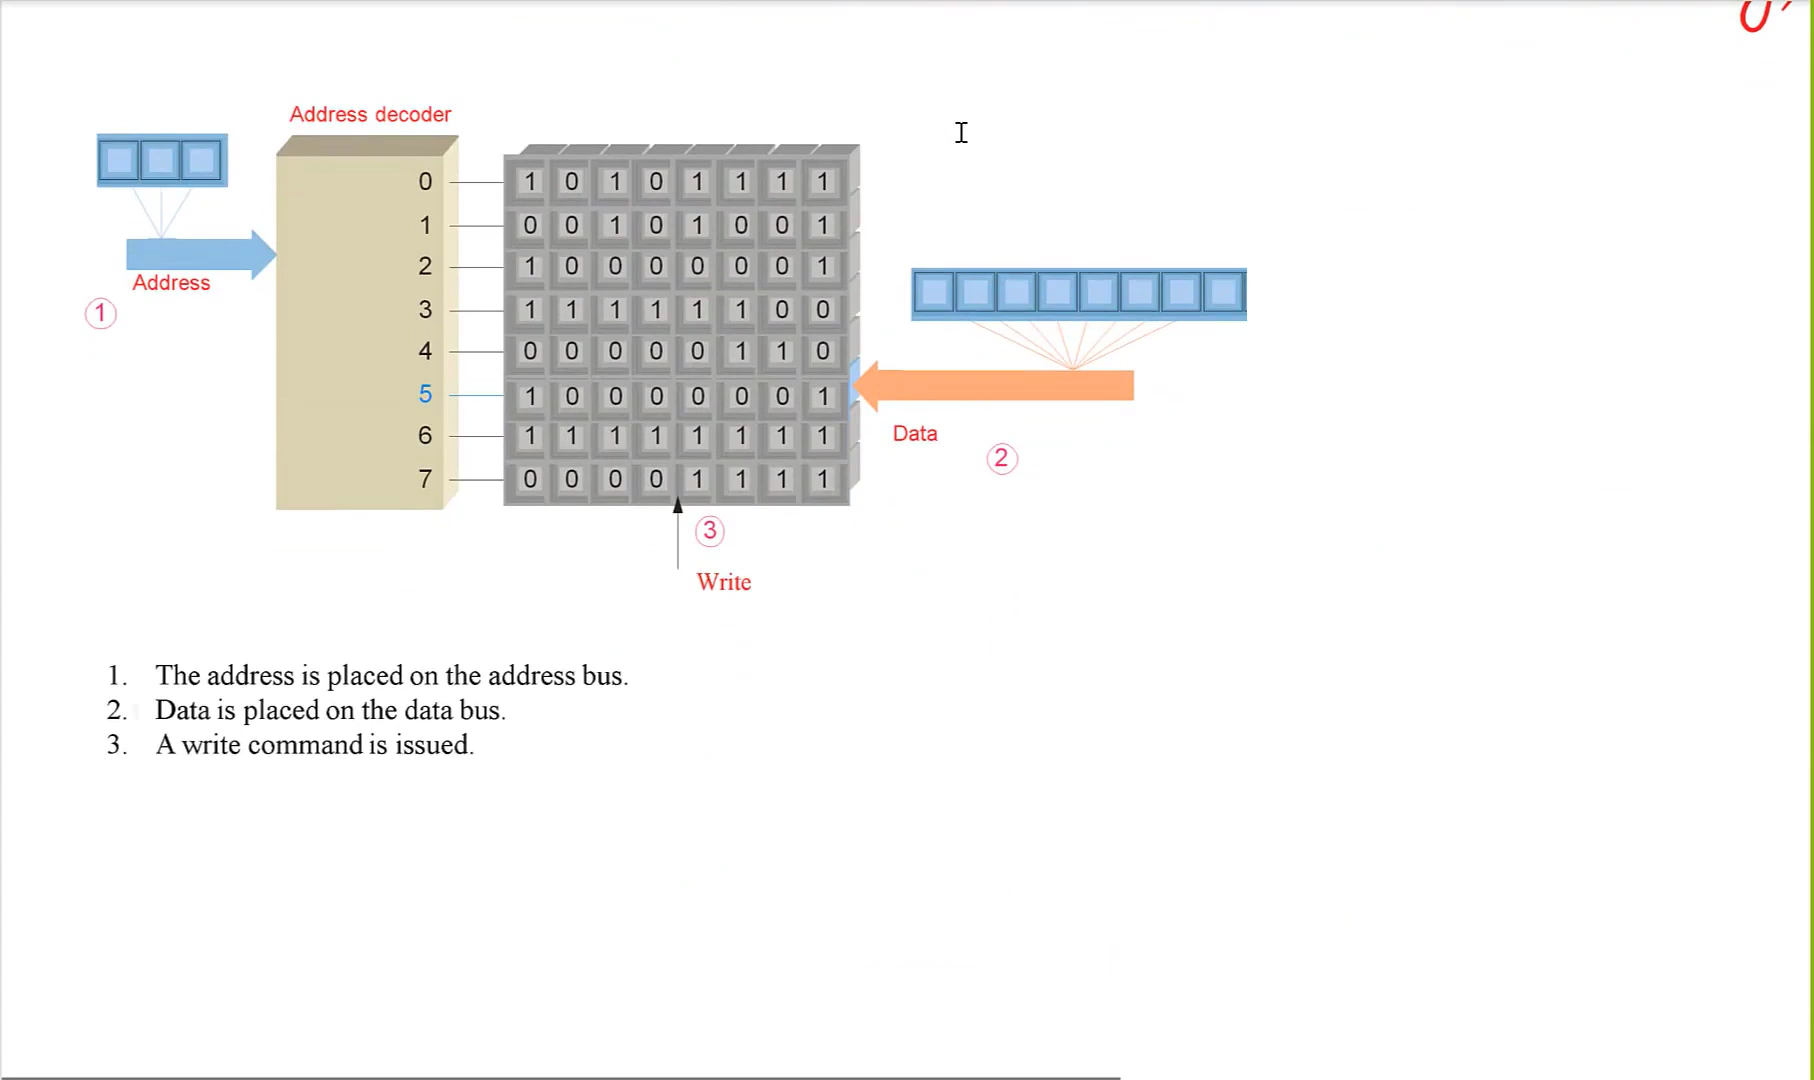 Address decoder
0 1 0 1 0 1 1 1 1
1 0 0 1 0 1 0 0 1
2 1 0 0 0 0 0 0 1
Address
3 1 1 1 1 1 1 0 0
1
4 0 0 0 0 0 1 1 0
5 1 0 0 0 0 0 0 1
6 1 1 1 1 1 1 1 1
Data
2
7 0 0 0 0 1 1 1 1
3
Write
1. The address is placed on the address bus.
2. Data is placed on the data bus.
3. A write command is issued.